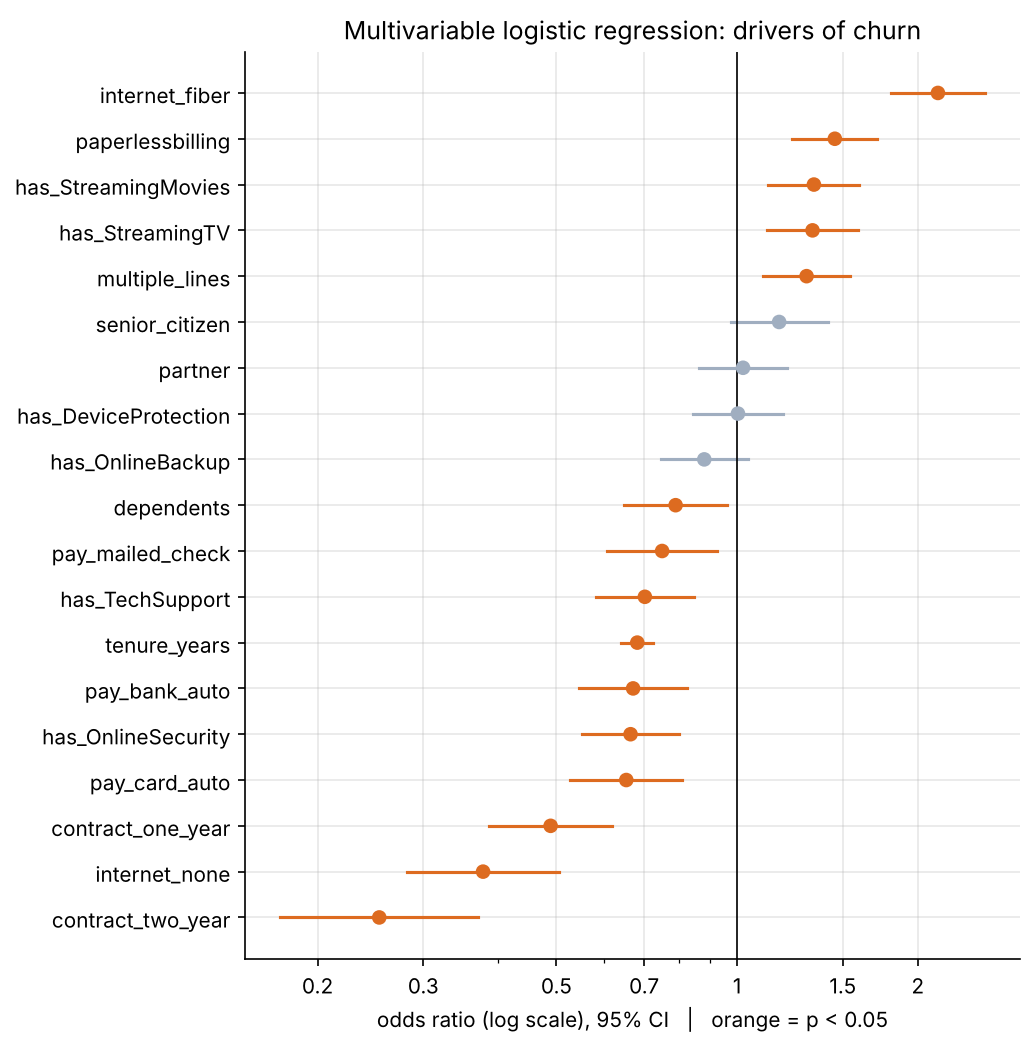 Multivariable logistic regression: drivers of churn
internet_fiber
paperlessbilling
has_StreamingMovies
has_StreamingTV
multiple_lines
senior_citizen
partner
has_DeviceProtection
has_OnlineBackup
dependents
pay_mailed_check
has_TechSupport
tenure_years
pay_bank_auto
has_OnlineSecurity
pay_card_auto
contract_one_year
internet_none
contract_two_year
0.2 0.3 0.5 0.7 1 1.5 2
odds ratio (log scale), 95% CI | orange = p < 0.05